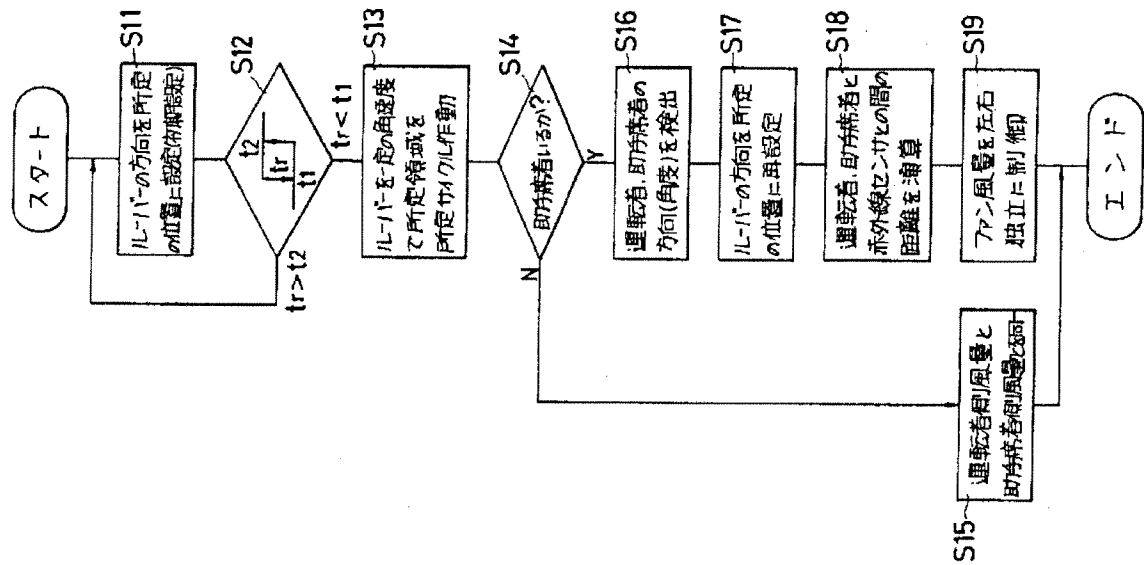 スタート
S11
ルーバーの方向を所定
の位置に設定(初期設定)
S12
t2
tr
t1
tr>t2
tr<t1
S13
ルーバーを一定の角速度
で所定領域を
所定サイクル作動
S14
助手席者いるか?
N
Y
S16
運転者,助手席者の
方向(角度)を検出
S17
ルーバーの方向を所定
の位置に再設定
S18
運転者,助手席者と
赤外線センサとの間の
距離を演算
S19
ファン風量を左右
独立に制御
S15
運転者側風量と
助手席者側風量とを同
エンド